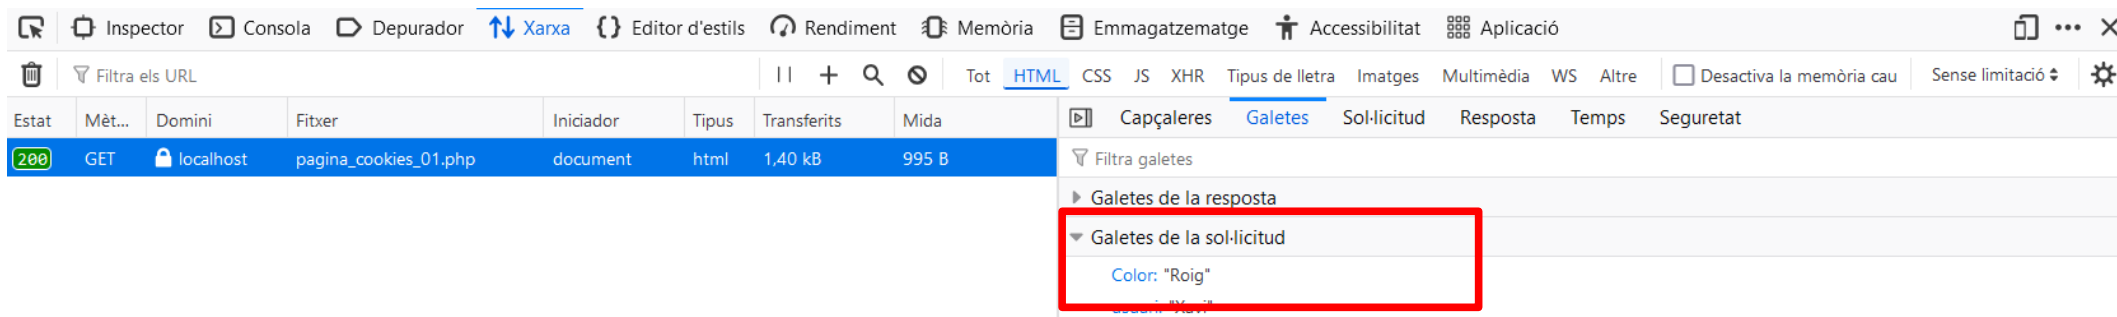 Inspector Consola Depurador Xarxa Editor d'estils Rendiment Memòria Emmagatzematge Accessibilitat Aplicació
Filtra els URL Tot HTML CSS JS XHR Tipus de lletra Imatges Multimèdia WS Altre Desactiva la memòria cau Sense limitació
Estat Mèt... Domini Fitxer Iniciador Tipus Transferits Mida Capçaleres Galetes Sol·licitud Resposta Temps Seguretat
200 GET localhost pagina_cookies_01.php document html 1,40 kB 995 B Filtra galetes
Galetes de la resposta
Galetes de la sol·licitud
Color: "Roig"